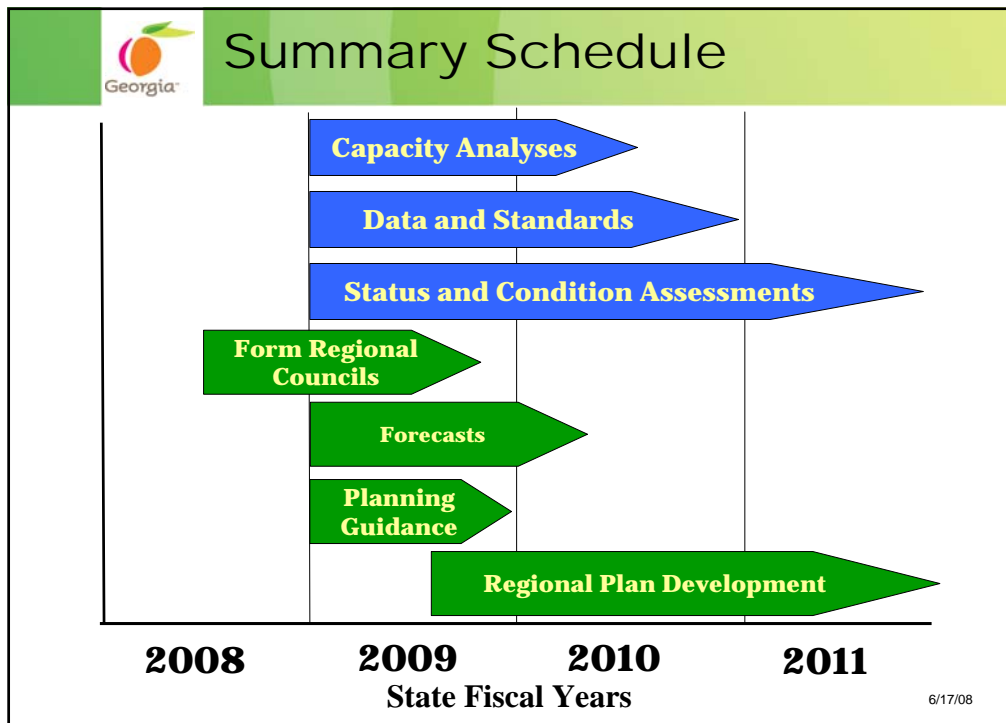 Georgia™
Summary Schedule
Capacity Analyses
Data and Standards
Status and Condition Assessments
Form Regional
Councils
Forecasts
Planning
Guidance
Regional Plan Development
2008 2009 2010 2011
State Fiscal Years
6/17/08